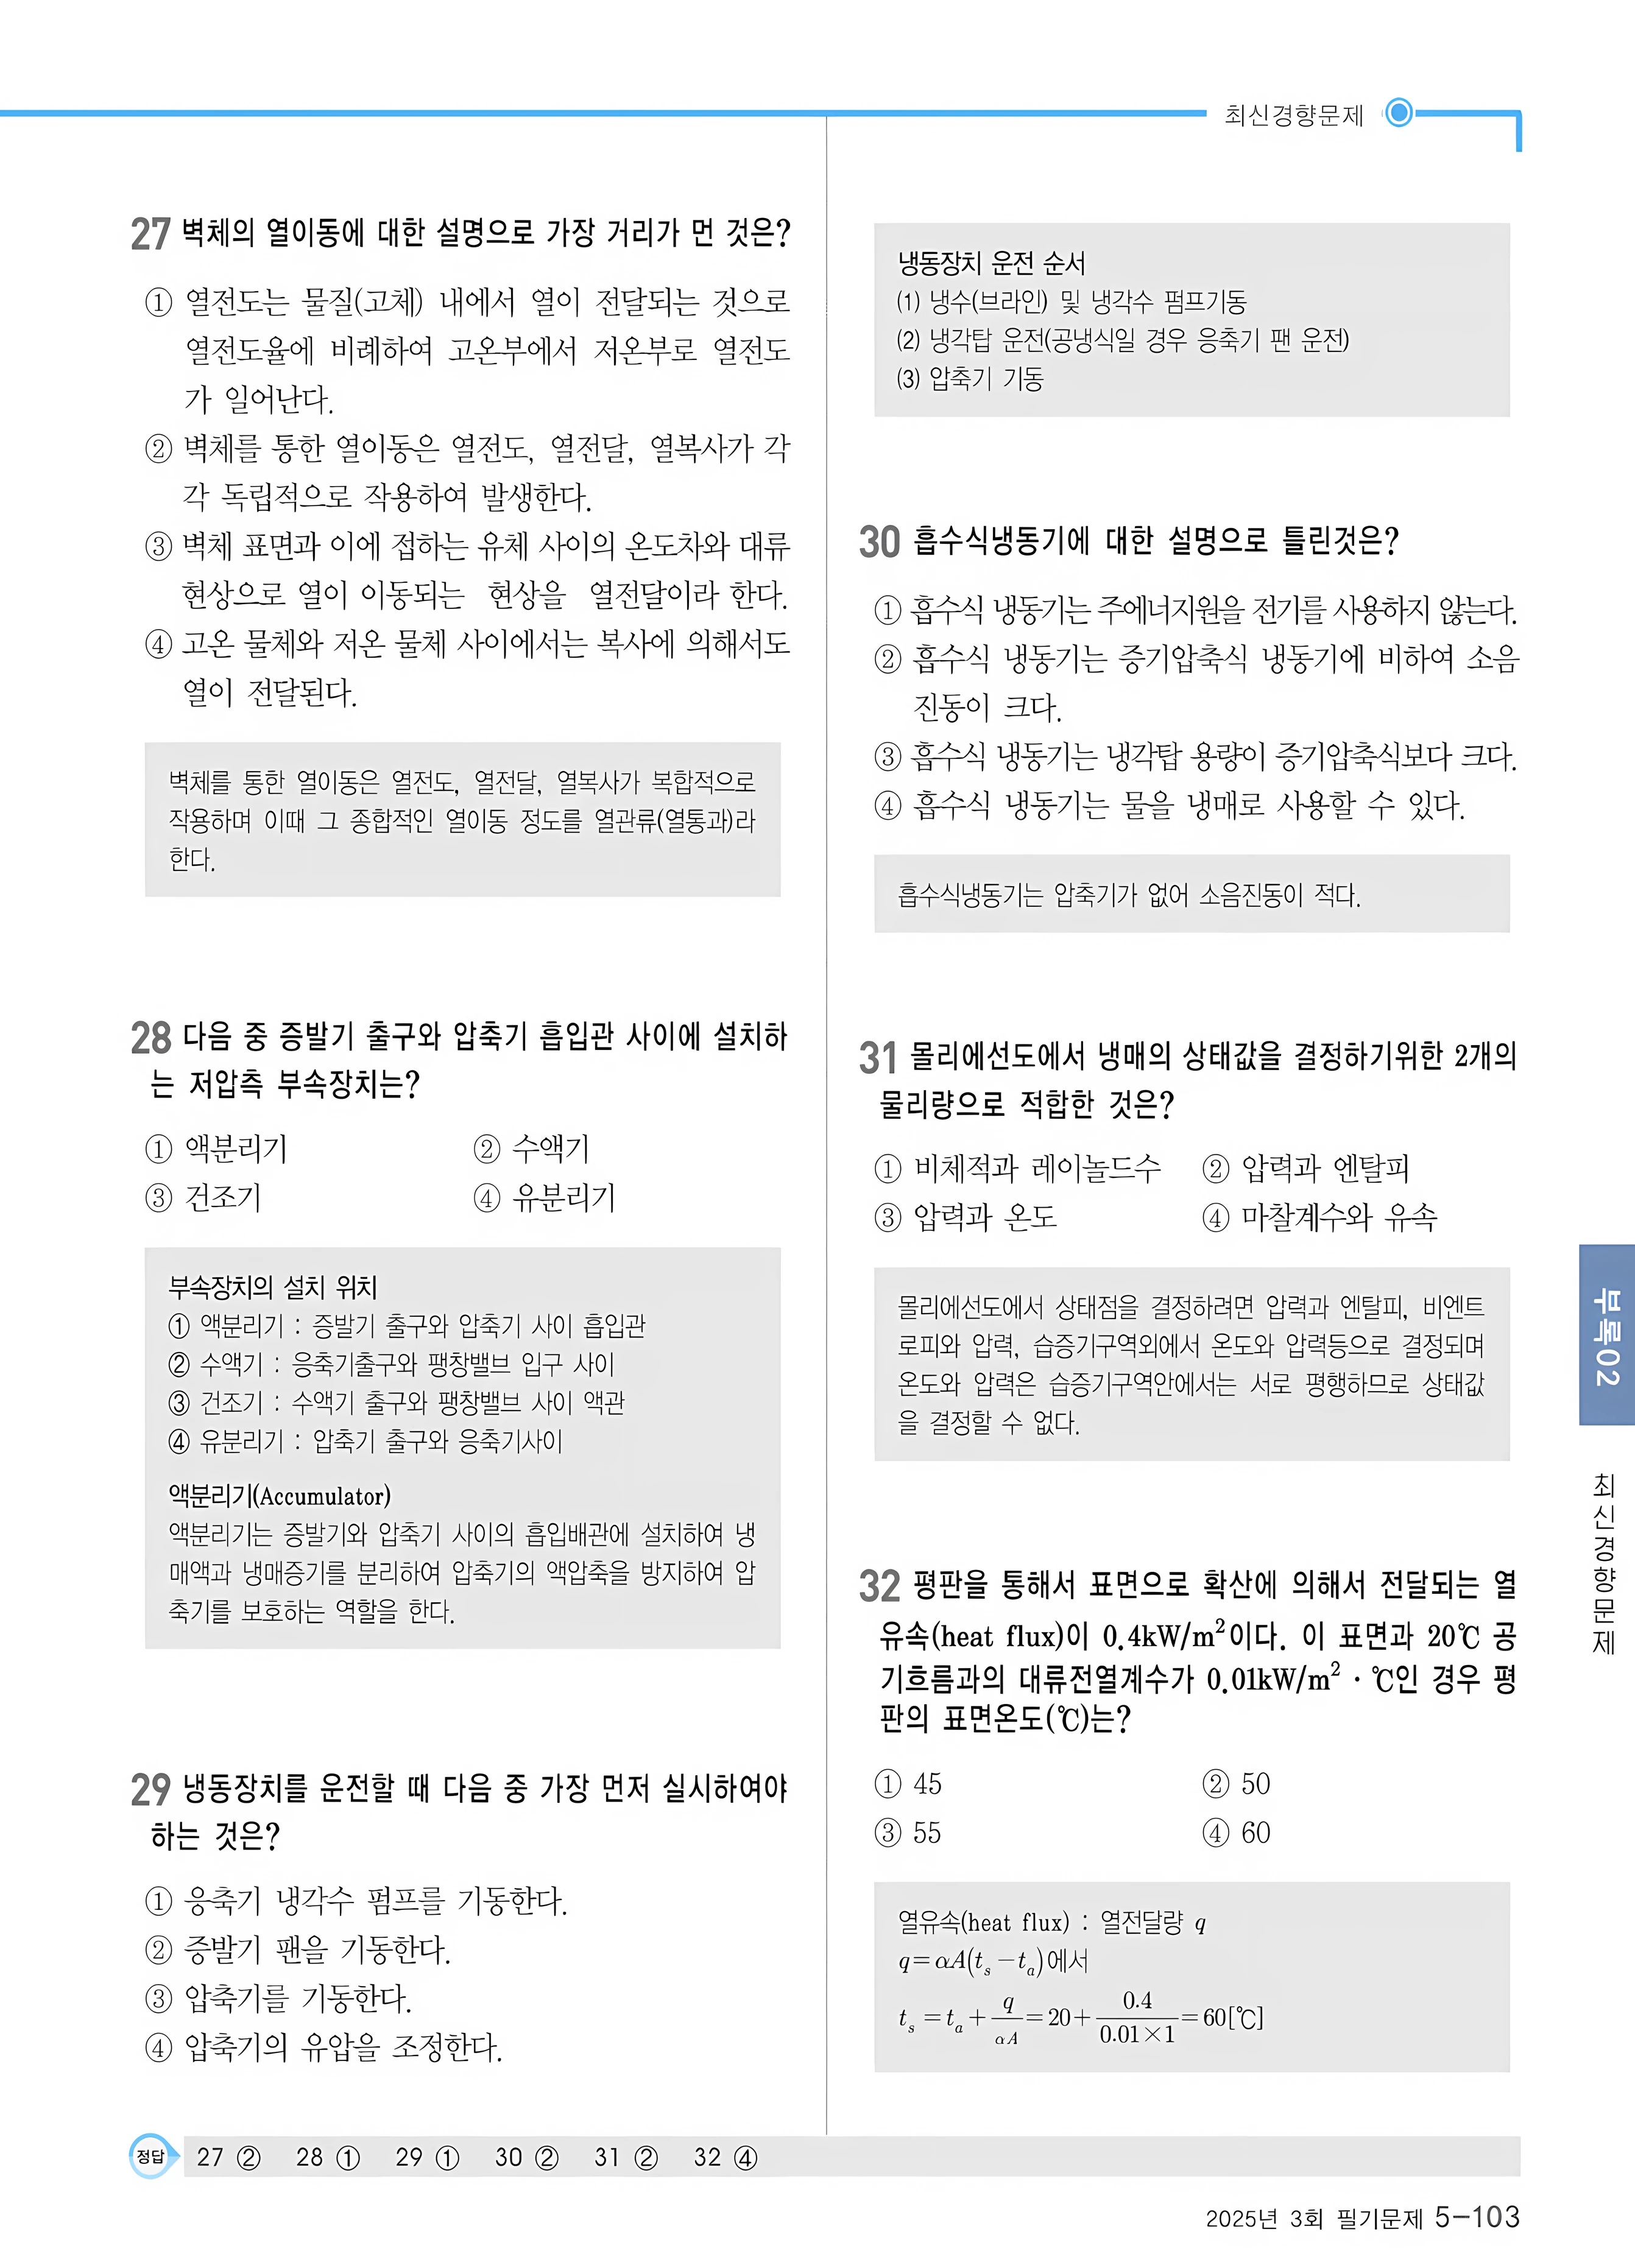 최신경향문제
27 벽체의 열이동에 대한 설명으로 가장 거리가 먼 것은?
① 열전도는 물질(고체) 내에서 열이 전달되는 것으로
열전도율에 비례하여 고온부에서 저온부로 열전도
가 일어난다.
② 벽체를 통한 열이동은 열전도, 열전달, 열복사가 각
각 독립적으로 작용하여 발생한다.
③ 벽체 표면과 이에 접하는 유체 사이의 온도차와 대류
현상으로 열이 이동되는 현상을 열전달이라 한다.
④ 고온 물체와 저온 물체 사이에서는 복사에 의해서도
열이 전달된다.
벽체를 통한 열이동은 열전도, 열전달, 열복사가 복합적으로
작용하며 이때 그 종합적인 열이동 정도를 열관류(열통과)라
한다.
28 다음 중 증발기 출구와 압축기 흡입관 사이에 설치하
는 저압측 부속장치는?
① 액분리기 ② 수액기
③ 건조기 ④ 유분리기
부속장치의 설치 위치
① 액분리기 : 증발기 출구와 압축기 사이 흡입관
② 수액기 : 응축기출구와 팽창밸브 입구 사이
③ 건조기 : 수액기 출구와 팽창밸브 사이 액관
④ 유분리기 : 압축기 출구와 응축기사이
액분리기(Accumulator)
액분리기는 증발기와 압축기 사이의 흡입배관에 설치하여 냉
매액과 냉매증기를 분리하여 압축기의 액압축을 방지하여 압
축기를 보호하는 역할을 한다.
29 냉동장치를 운전할 때 다음 중 가장 먼저 실시하여야
하는 것은?
① 응축기 냉각수 펌프를 기동한다.
② 증발기 팬을 기동한다.
③ 압축기를 기동한다.
④ 압축기의 유압을 조정한다.
냉동장치 운전 순서
(1) 냉수(브라인) 및 냉각수 펌프기동
(2) 냉각탑 운전(공냉식일 경우 응축기 팬 운전)
(3) 압축기 기동
30 흡수식냉동기에 대한 설명으로 틀린것은?
① 흡수식 냉동기는 주에너지원을 전기를 사용하지 않는다.
② 흡수식 냉동기는 증기압축식 냉동기에 비하여 소음
진동이 크다.
③ 흡수식 냉동기는 냉각탑 용량이 증기압축식보다 크다.
④ 흡수식 냉동기는 물을 냉매로 사용할 수 있다.
흡수식냉동기는 압축기가 없어 소음진동이 적다.
31 몰리에선도에서 냉매의 상태값을 결정하기위한 2개의
물리량으로 적합한 것은?
① 비체적과 레이놀드수 ② 압력과 엔탈피
③ 압력과 온도 ④ 마찰계수와 유속
몰리에선도에서 상태점을 결정하려면 압력과 엔탈피, 비엔트
로피와 압력, 습증기구역외에서 온도와 압력등으로 결정되며
온도와 압력은 습증기구역안에서는 서로 평행하므로 상태값
을 결정할 수 없다.
32 평판을 통해서 표면으로 확산에 의해서 전달되는 열
유속(heat flux)이 0.4kW/m²이다. 이 표면과 20℃ 공
기흐름과의 대류전열계수가 0.01kW/m² · ℃인 경우 평
판의 표면온도(℃)는?
① 45 ② 50
③ 55 ④ 60
열유속(heat flux) : 열전달량 q
q=αA(t_s−t_a)에서
t_s=t_a+q/αA=20+0.4/0.01×1=60[℃]
부록02
최신경향문제
정답 27 ② 28 ① 29 ① 30 ② 31 ② 32 ④
2025년 3회 필기문제 5-103